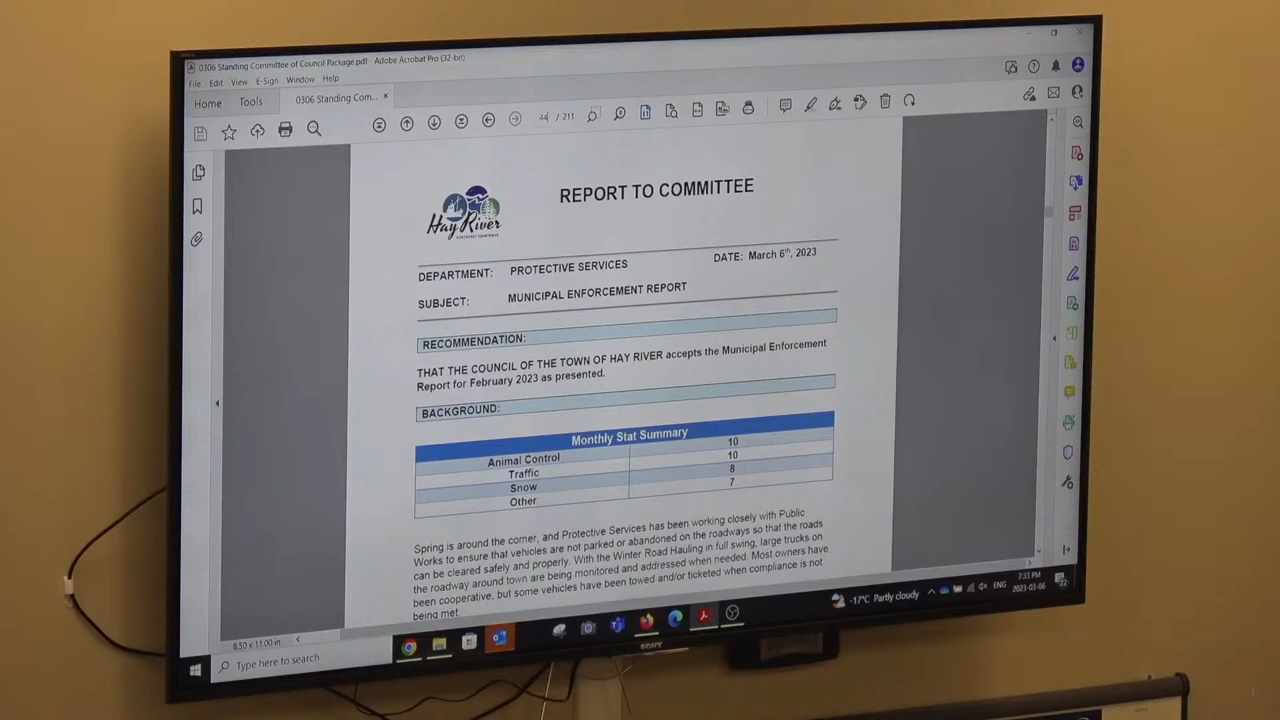 0306 Standing Committee of Council Package.pdf - Adobe Acrobat Pro (32-bit)
File Edit View E-Sign Window Help
Home Tools 0306 Standing Com... ×
44 / 211
Hay River
REPORT TO COMMITTEE
DEPARTMENT: PROTECTIVE SERVICES DATE: March 6th, 2023
SUBJECT: MUNICIPAL ENFORCEMENT REPORT
RECOMMENDATION:
THAT THE COUNCIL OF THE TOWN OF HAY RIVER accepts the Municipal Enforcement
Report for February 2023 as presented.
BACKGROUND:
Monthly Stat Summary
Animal Control 10
Traffic 10
Snow 8
Other 7
Spring is around the corner, and Protective Services has been working closely with Public
Works to ensure that vehicles are not parked or abandoned on the roadways so that the roads
can be cleared safely and properly. With the Winter Road Hauling in full swing, large trucks on
the roadway around town are being monitored and addressed when needed. Most owners have
been cooperative, but some vehicles have been towed and/or ticketed when compliance is not
being met.
8.50 x 11.00 in
Type here to search
-17°C Partly cloudy ENG 7:33 PM
2023-03-06
22
SONY